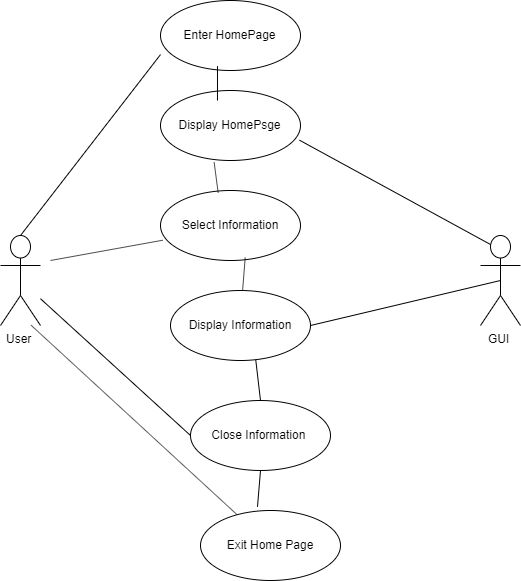 Enter HomePage
Display HomePsge
Select Information
User
GUI
Display Information
Close Information
Exit Home Page